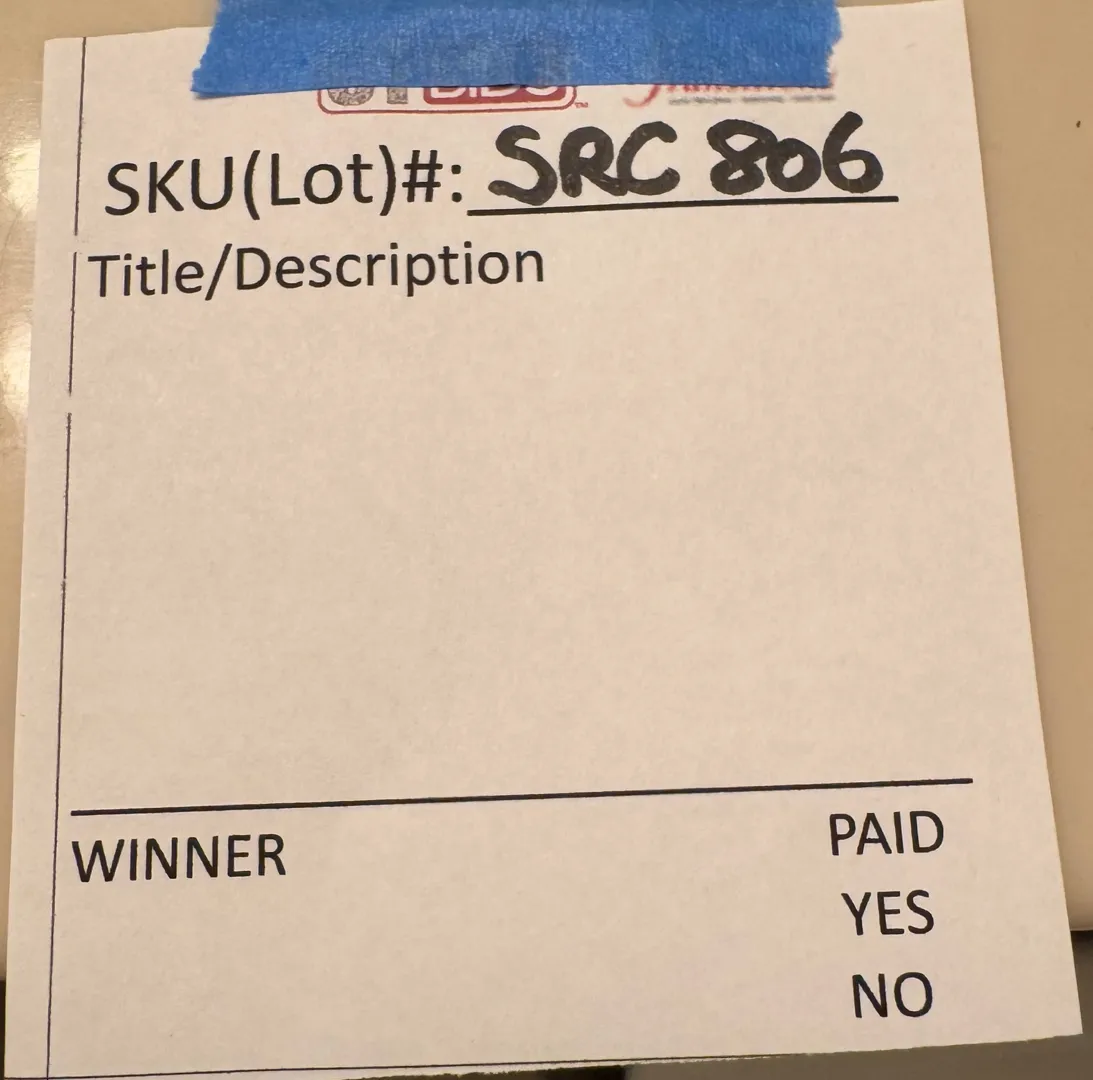 SKU(Lot)#: SRC 806
Title/Description
WINNER
PAID
YES
NO